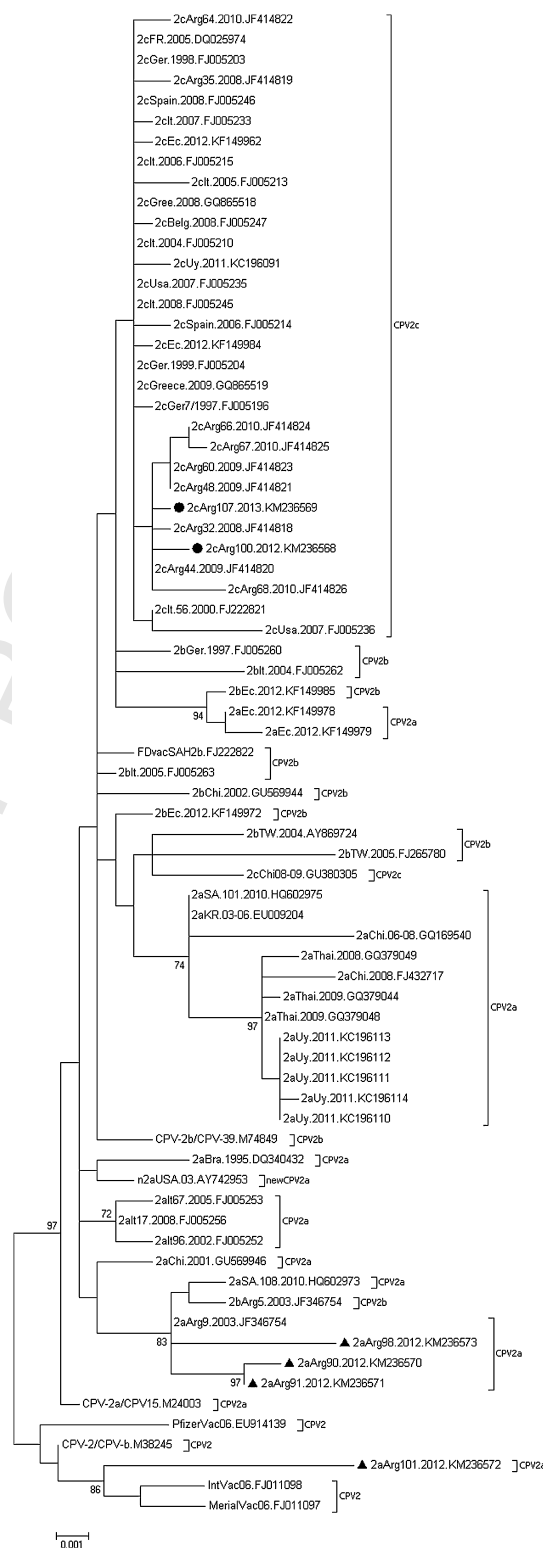 2cArg64.2010.JF414822
2cFR.2005.DQ025974
2cGer.1998.FJ005203
2cArg35.2008.JF414819
2cSpain.2008.FJ005246
2cIt.2007.FJ005233
2cEc.2012.KF149962
2cIt.2006.FJ005215
2cIt.2005.FJ005213
2cGree.2008.GQ865518
2cBelg.2008.FJ005247
2cIt.2004.FJ005210
2cUy.2011.KC196091
2cUsa.2007.FJ005235
2cIt.2008.FJ005245
2cSpain.2006.FJ005214
CPV2c
2cEc.2012.KF149984
2cGer.1999.FJ005204
2cGreece.2009.GQ865519
2cGer7/1997.FJ005196
2cArg66.2010.JF414824
2cArg67.2010.JF414825
2cArg60.2009.JF414823
2cArg48.2009.JF414821
2cArg107.2013.KM236569
2cArg32.2008.JF414818
2cArg100.2012.KM236568
2cArg44.2009.JF414820
2cArg68.2010.JF414826
2cIt.56.2000.FJ222821
2cUsa.2007.FJ005236
2bGer.1997.FJ005260
CPV2b
2bIt.2004.FJ005262
2bEc.2012.KF149985 CPV2b
94
2aEc.2012.KF149978
CPV2a
2aEc.2012.KF149979
FDvacSAH2b.FJ222822
CPV2b
2bIt.2005.FJ005263
2bChi.2002.GU569944 CPV2b
2bEc.2012.KF149972 CPV2b
2bTW.2004.AY869724
CPV2b
2bTW.2005.FJ265780
2cChi08-09.GU380305 CPV2c
2aSA.101.2010.HQ602975
2aKR.03-06.EU009204
2aChi.06-08.GQ169540
74
2aThai.2008.GQ379049
2aChi.2008.FJ432717
2aThai.2009.GQ379044
CPV2a
2aThai.2009.GQ379048
97
2aUy.2011.KC196113
2aUy.2011.KC196112
2aUy.2011.KC196111
2aUy.2011.KC196114
2aUy.2011.KC196110
CPV-2b/CPV-39.M74849 CPV2b
2aBra.1995.DQ340432 CPV2a
n2aUSA.03.AY742953 newCPV2a
2aIt67.2005.FJ005253
72
2aIt17.2008.FJ005256 CPV2a
97
2aIt96.2002.FJ005252
2aChi.2001.GU569946 CPV2a
2aSA.108.2010.HQ602973 CPV2a
2bArg5.2003.JF346754 CPV2b
2aArg9.2003.JF346754
83
2aArg98.2012.KM236573
CPV2a
2aArg90.2012.KM236570
97
2aArg91.2012.KM236571
CPV-2a/CPV15.M24003 CPV2a
PfizerVac06.EU914139 CPV2
CPV-2/CPV-b.M38245 CPV2
2aArg101.2012.KM236572 CPV2a
86
IntVac06.FJ011098
CPV2
MerialVac06.FJ011097
0.001